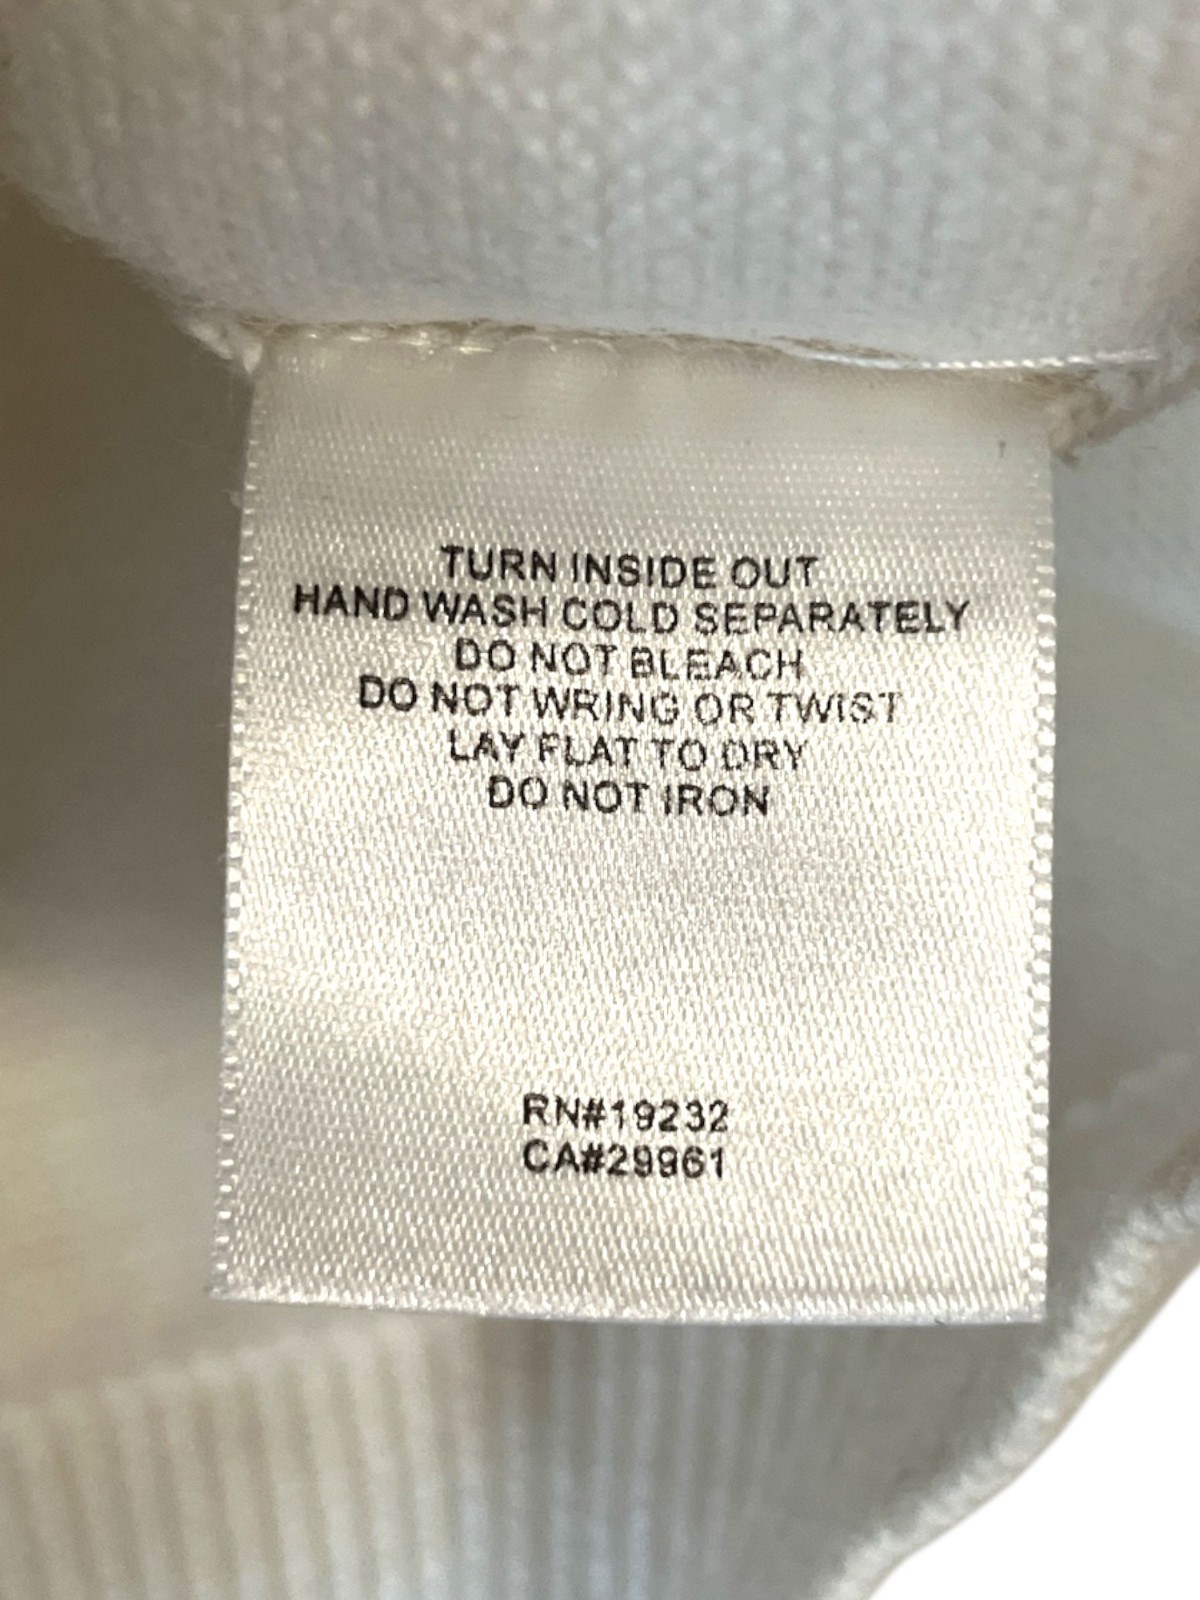 TURN INSIDE OUT
HAND WASH COLD SEPARATELY
DO NOT BLEACH
DO NOT WRING OR TWIST
LAY FLAT TO DRY
DO NOT IRON
RN#19232
CA#29961